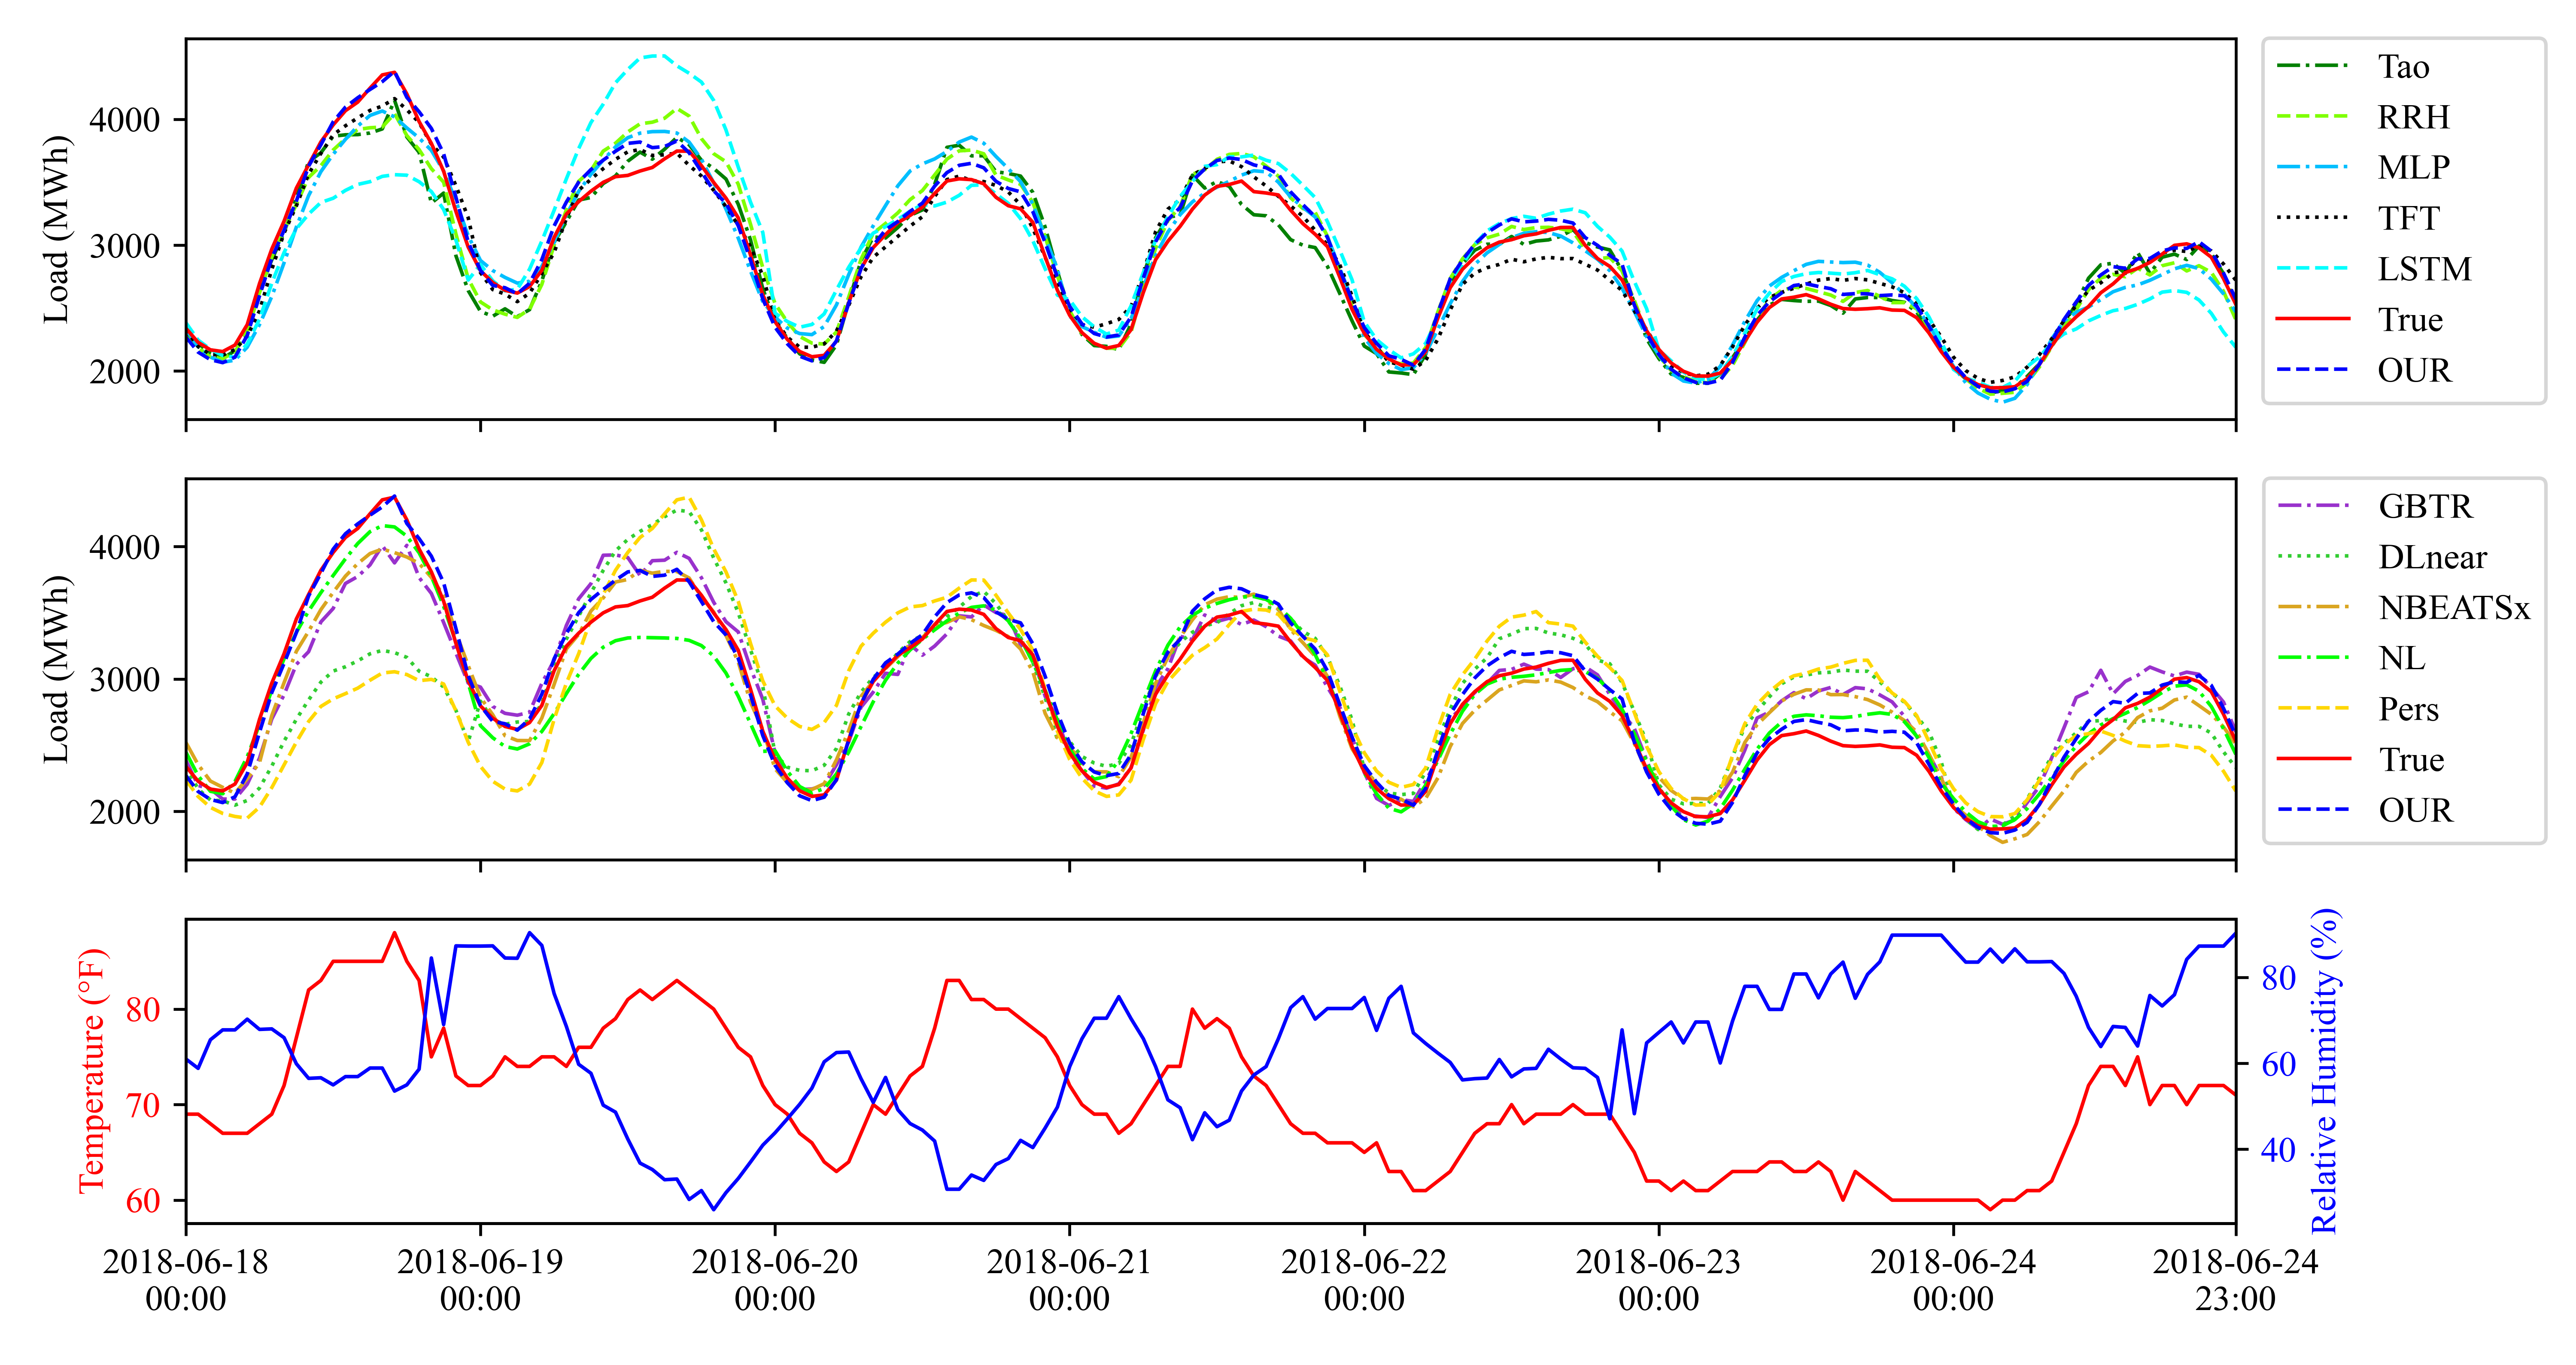 Load (MWh)
4000
3000
2000
Tao
RRH
MLP
TFT
LSTM
True
OUR
Load (MWh)
4000
3000
2000
GBTR
DLnear
NBEATSx
NL
Pers
True
OUR
Temperature (°F)
80
70
60
80
60
40
Relative Humidity (%)
2018-06-18 2018-06-19 2018-06-20 2018-06-21 2018-06-22 2018-06-23 2018-06-24 2018-06-24
00:00 00:00 00:00 00:00 00:00 00:00 00:00 23:00